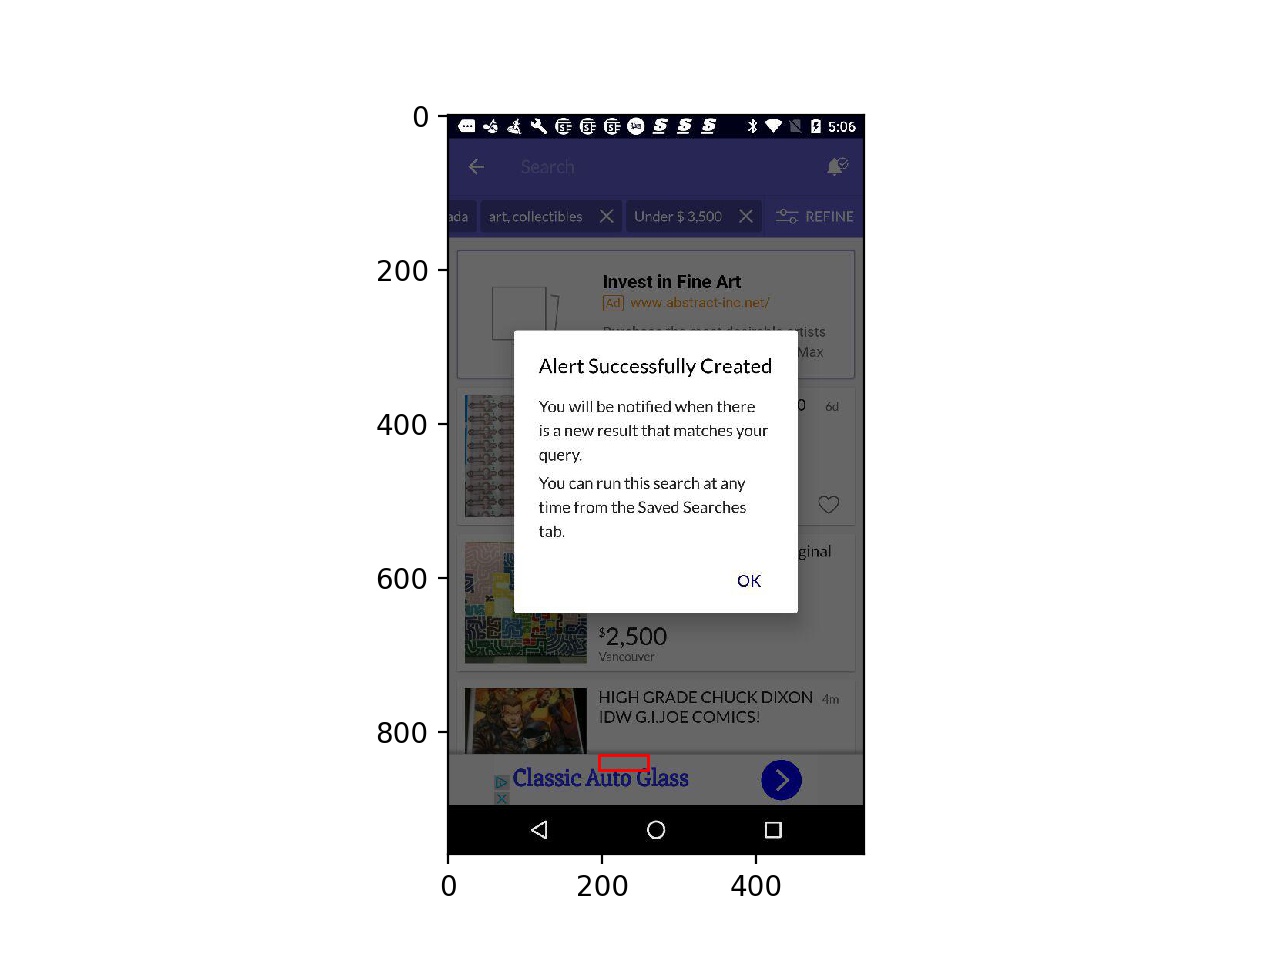 0
200
400
600
800
0
200
400
5:06
Search
ada
art, collectibles
Under $ 3,500
REFINE
Invest in Fine Art
Ad www.abstract-inc.net/
Purchase the most desirable artists
Max
Alert Successfully Created
You will be notified when there
is a new result that matches your
query.
You can run this search at any
time from the Saved Searches
tab.
OK
0
6d
ginal
$2,500
Vancouver
HIGH GRADE CHUCK DIXON
4m
IDW G.I.JOE COMICS!
Classic Auto Glass